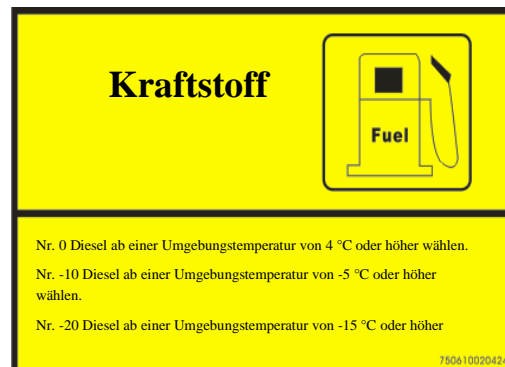 Kraftstoff
Fuel
Nr. 0 Diesel ab einer Umgebungstemperatur von 4 °C oder höher wählen.
Nr. -10 Diesel ab einer Umgebungstemperatur von -5 °C oder höher
wählen.
Nr. -20 Diesel ab einer Umgebungstemperatur von -15 °C oder höher
750610020424